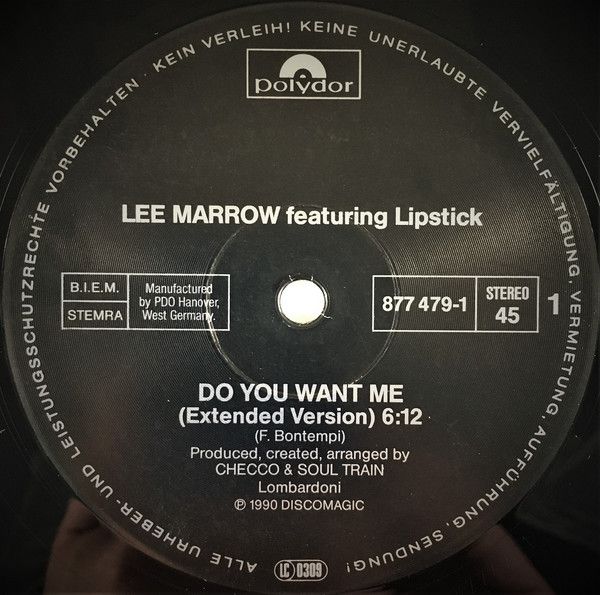 ALLE URHEBER- UND LEISTUNGSSCHUTZRECHTE VORBEHALTEN · KEIN VERLEIH! KEINE UNERLAUBTE VERVIELFÄLTIGUNG, VERMIETUNG, AUFFÜHRUNG, SENDUNG!
polydor
LEE MARROW featuring Lipstick
B.I.E.M.
STEMRA
Manufactured
by PDO Hanover,
West Germany.
877 479-1
STEREO
45
1
DO YOU WANT ME
(Extended Version) 6:12
(F. Bontempi)
Produced, created, arranged by
CHECCO & SOUL TRAIN
Lombardoni
℗ 1990 DISCOMAGIC
LC 0309